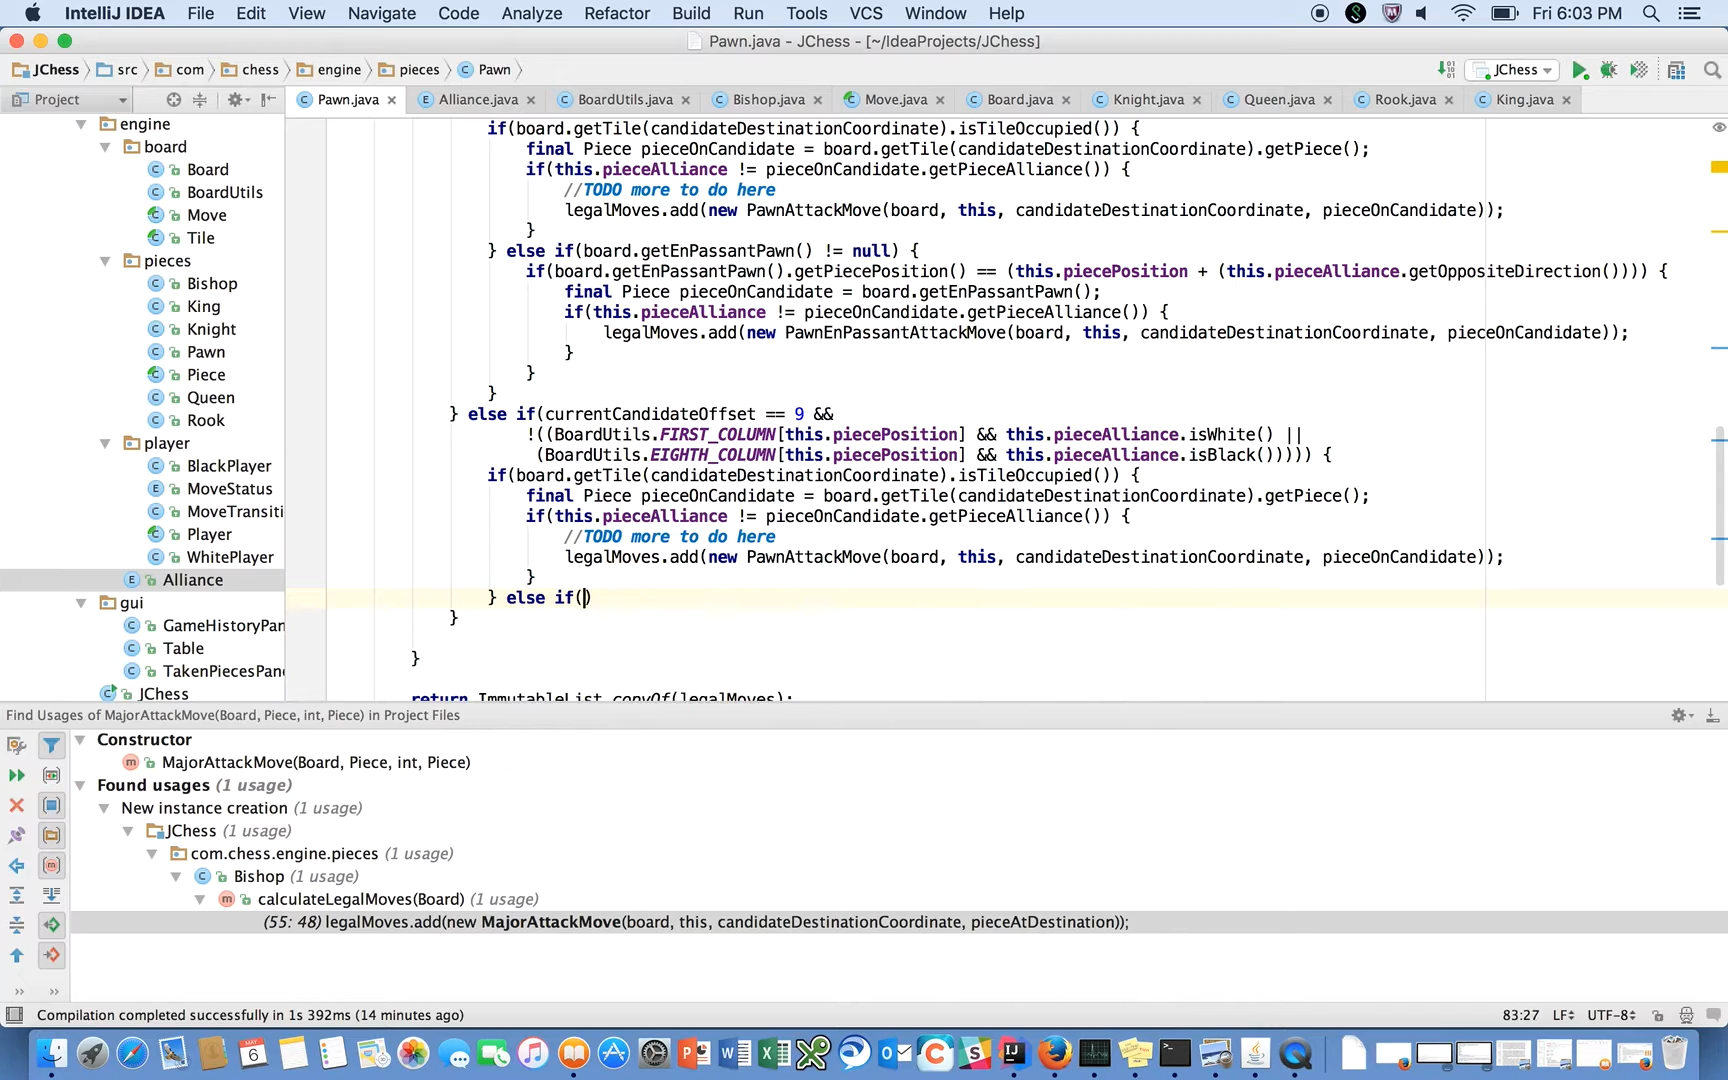 IntelliJ IDEA File Edit View Navigate Code Analyze Refactor Build Run Tools VCS Window Help Fri 6:03 PM
Pawn.java - JChess - [~/IdeaProjects/JChess]
JChess src com chess engine pieces Pawn JChess
Project Pawn.java Alliance.java BoardUtils.java Bishop.java Move.java Board.java Knight.java Queen.java Rook.java King.java
engine
board
Board
BoardUtils
Move
Tile
pieces
Bishop
King
Knight
Pawn
Piece
Queen
Rook
player
BlackPlayer
MoveStatus
MoveTransiti
Player
WhitePlayer
Alliance
gui
GameHistoryPan
Table
TakenPiecesPane
JChess
if(board.getTile(candidateDestinationCoordinate).isTileOccupied()) {
final Piece pieceOnCandidate = board.getTile(candidateDestinationCoordinate).getPiece();
if(this.pieceAlliance != pieceOnCandidate.getPieceAlliance()) {
//TODO more to do here
legalMoves.add(new PawnAttackMove(board, this, candidateDestinationCoordinate, pieceOnCandidate));
}
} else if(board.getEnPassantPawn() != null) {
if(board.getEnPassantPawn().getPiecePosition() == (this.piecePosition + (this.pieceAlliance.getOppositeDirection()))) {
final Piece pieceOnCandidate = board.getEnPassantPawn();
if(this.pieceAlliance != pieceOnCandidate.getPieceAlliance()) {
legalMoves.add(new PawnEnPassantAttackMove(board, this, candidateDestinationCoordinate, pieceOnCandidate));
}
}
}
} else if(currentCandidateOffset == 9 &&
!((BoardUtils.FIRST_COLUMN[this.piecePosition] && this.pieceAlliance.isWhite() ||
(BoardUtils.EIGHTH_COLUMN[this.piecePosition] && this.pieceAlliance.isBlack())))) {
if(board.getTile(candidateDestinationCoordinate).isTileOccupied()) {
final Piece pieceOnCandidate = board.getTile(candidateDestinationCoordinate).getPiece();
if(this.pieceAlliance != pieceOnCandidate.getPieceAlliance()) {
//TODO more to do here
legalMoves.add(new PawnAttackMove(board, this, candidateDestinationCoordinate, pieceOnCandidate));
}
} else if()
}
}
return ImmutableList.copyOf(legalMoves);
Find Usages of MajorAttackMove(Board, Piece, int, Piece) in Project Files
Constructor
MajorAttackMove(Board, Piece, int, Piece)
Found usages (1 usage)
New instance creation (1 usage)
JChess (1 usage)
com.chess.engine.pieces (1 usage)
Bishop (1 usage)
calculateLegalMoves(Board) (1 usage)
(55: 48) legalMoves.add(new MajorAttackMove(board, this, candidateDestinationCoordinate, pieceAtDestination));
Compilation completed successfully in 1s 392ms (14 minutes ago) 83:27 LF UTF-8